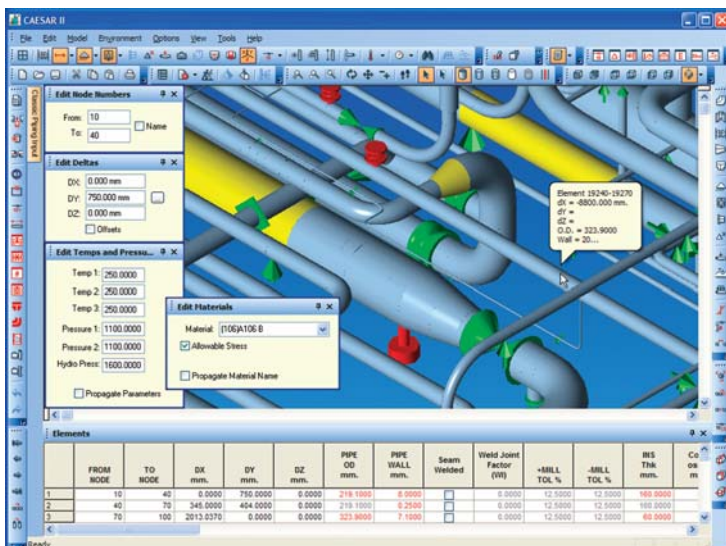 CAESAR II
File Edit Model Environment Options View Tools Help
Classic Piping Input
Edit Node Numbers
From: 10
To: 40
Name
Edit Deltas
DX: 0.000 mm
DY: 750.000 mm
...
DZ: 0.000 mm
Offsets
Edit Temps and Pressu...
Temp 1: 250.0000
Temp 2: 250.0000
Temp 3: 250.0000
Pressure 1: 1100.0000
Pressure 2: 1100.0000
Hydro Press: 1600.0000
Propagate Parameters
Edit Materials
Material: (106)A106 B
Allowable Stress
Propagate Material Name
Element 19240-19270
dX = -8800.000 mm.
dY =
dZ =
O.D. = 323.9000
Wall = 20...
Elements
FROM NODE TO NODE DX mm. DY mm. DZ mm. PIPE OD mm. PIPE WALL mm. Seam Welded Weld Joint Factor (Wl) +MILL TOL % -MILL TOL % INS Thk mm.
1 10 40 0.0000 750.0000 0.0000 219.1000 8.0000 0.0000 12.5000 12.5000 160.0000
2 40 70 345.0000 404.0000 0.0000 219.1000 0.2500 0.0000 12.5000 12.5000 160.0000
3 70 100 2013.0370 0.0000 0.0000 323.9000 7.1000 0.0000 12.5000 12.5000 60.0000
Ready